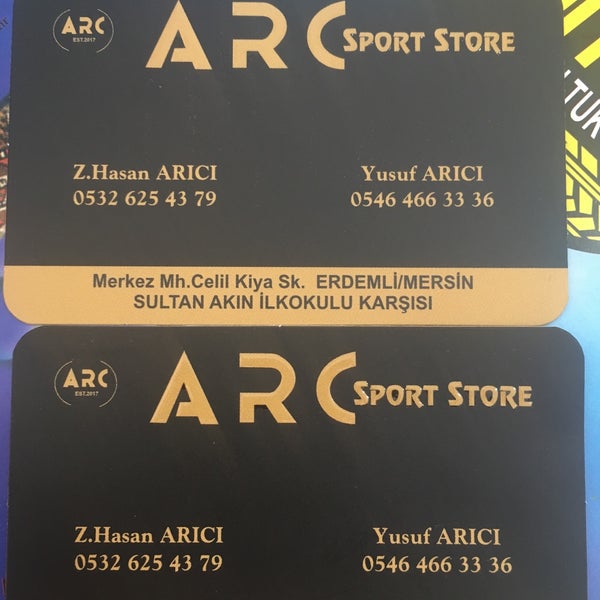 ARC
EST.2017
ARC SPORT STORE
Z.Hasan ARICI
0532 625 43 79
Yusuf ARICI
0546 466 33 36
Merkez Mh.Celil Kiya Sk. ERDEMLİ/MERSİN
SULTAN AKIN İLKOKULU KARŞISI
ARC
EST.2017
ARC SPORT STORE
Z.Hasan ARICI
0532 625 43 79
Yusuf ARICI
0546 466 33 36